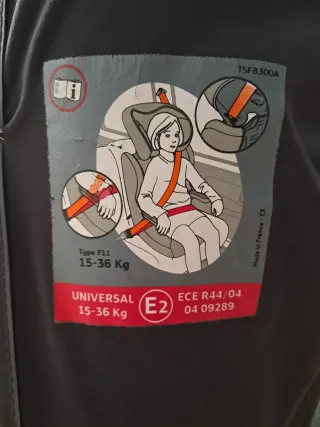 TSF8300A
Type F11
15-36 Kg
Made in France - E3
UNIVERSAL
15-36 Kg
E2
ECE R44/04
04 09289